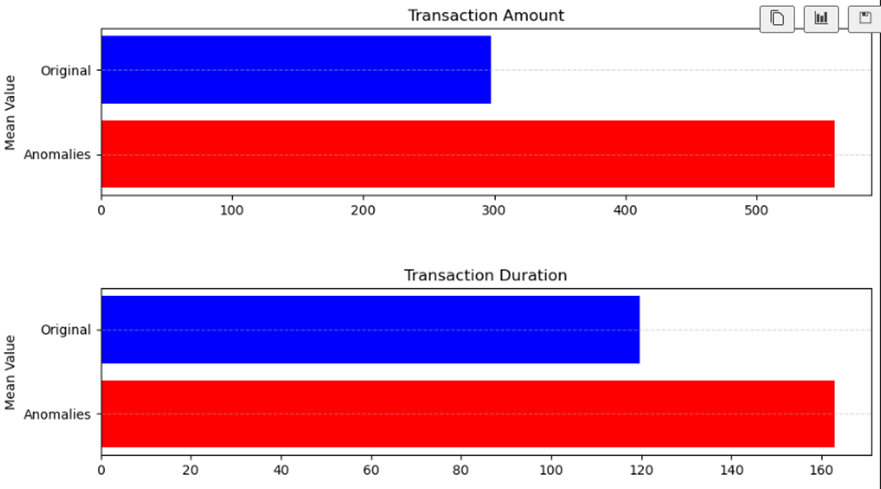 Transaction Amount
Mean Value
Original
Anomalies
0 100 200 300 400 500
Transaction Duration
Mean Value
Original
Anomalies
0 20 40 60 80 100 120 140 160